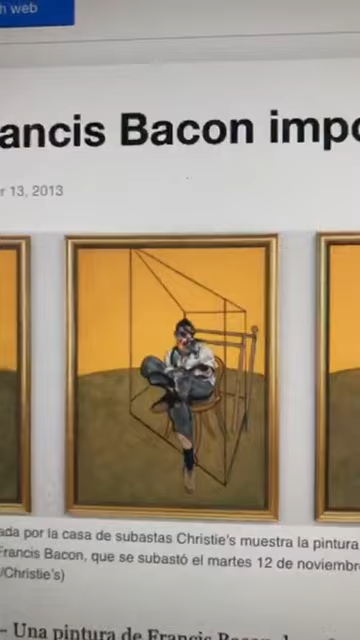 h web
ancis Bacon impo
r 13, 2013
ada por la casa de subastas Christie's muestra la pintura
Francis Bacon, que se subastó el martes 12 de noviembre
/Christie's)
– Una pintura de Francis Bacon